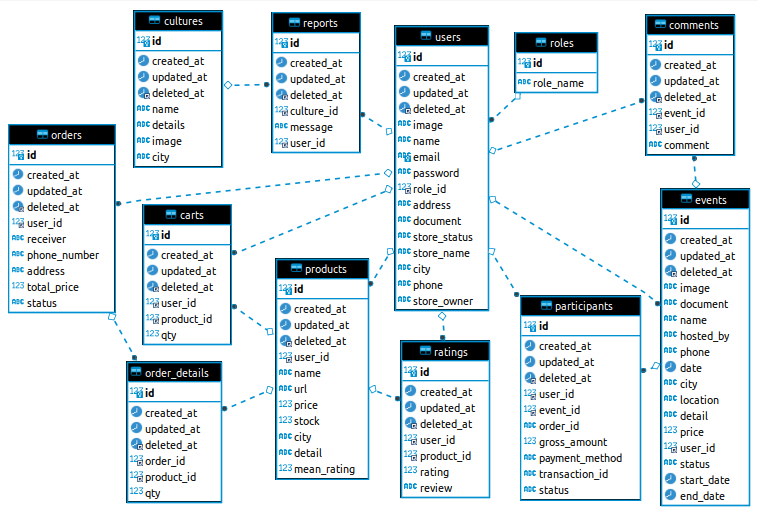 cultures
id
created_at
updated_at
deleted_at
name
details
image
city
reports
id
created_at
updated_at
deleted_at
culture_id
message
user_id
users
id
created_at
updated_at
deleted_at
image
name
email
password
role_id
address
document
store_status
store_name
city
phone
store_owner
roles
id
role_name
comments
id
created_at
updated_at
deleted_at
event_id
user_id
comment
orders
id
created_at
updated_at
deleted_at
user_id
receiver
phone_number
address
total_price
status
carts
id
created_at
updated_at
deleted_at
user_id
product_id
qty
products
id
created_at
updated_at
deleted_at
user_id
name
url
price
stock
city
detail
mean_rating
events
id
created_at
updated_at
deleted_at
image
document
name
hosted_by
phone
date
city
location
detail
price
user_id
status
start_date
end_date
participants
id
created_at
updated_at
deleted_at
user_id
event_id
order_id
gross_amount
payment_method
transaction_id
status
ratings
id
created_at
updated_at
deleted_at
user_id
product_id
rating
review
order_details
id
created_at
updated_at
deleted_at
order_id
product_id
qty